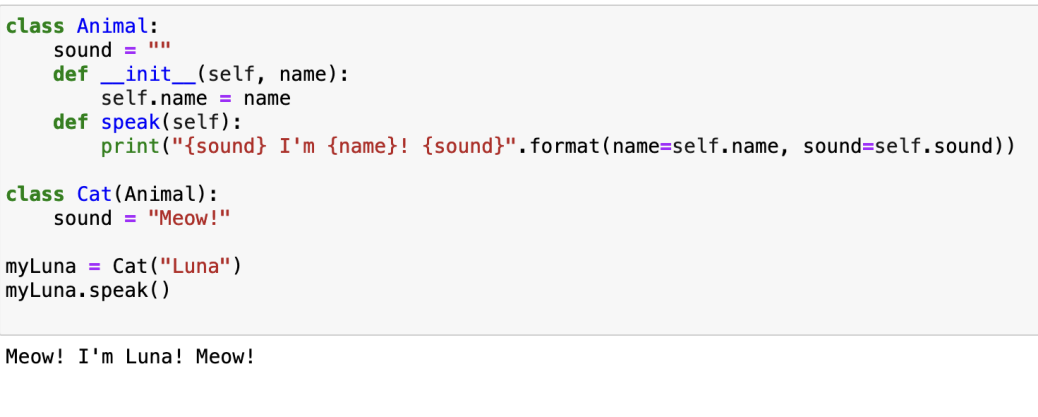 class Animal:
    sound = ""
    def __init__(self, name):
        self.name = name
    def speak(self):
        print("{sound} I'm {name}! {sound}".format(name=self.name, sound=self.sound))
class Cat(Animal):
    sound = "Meow!"
myLuna = Cat("Luna")
myLuna.speak()
Meow! I'm Luna! Meow!